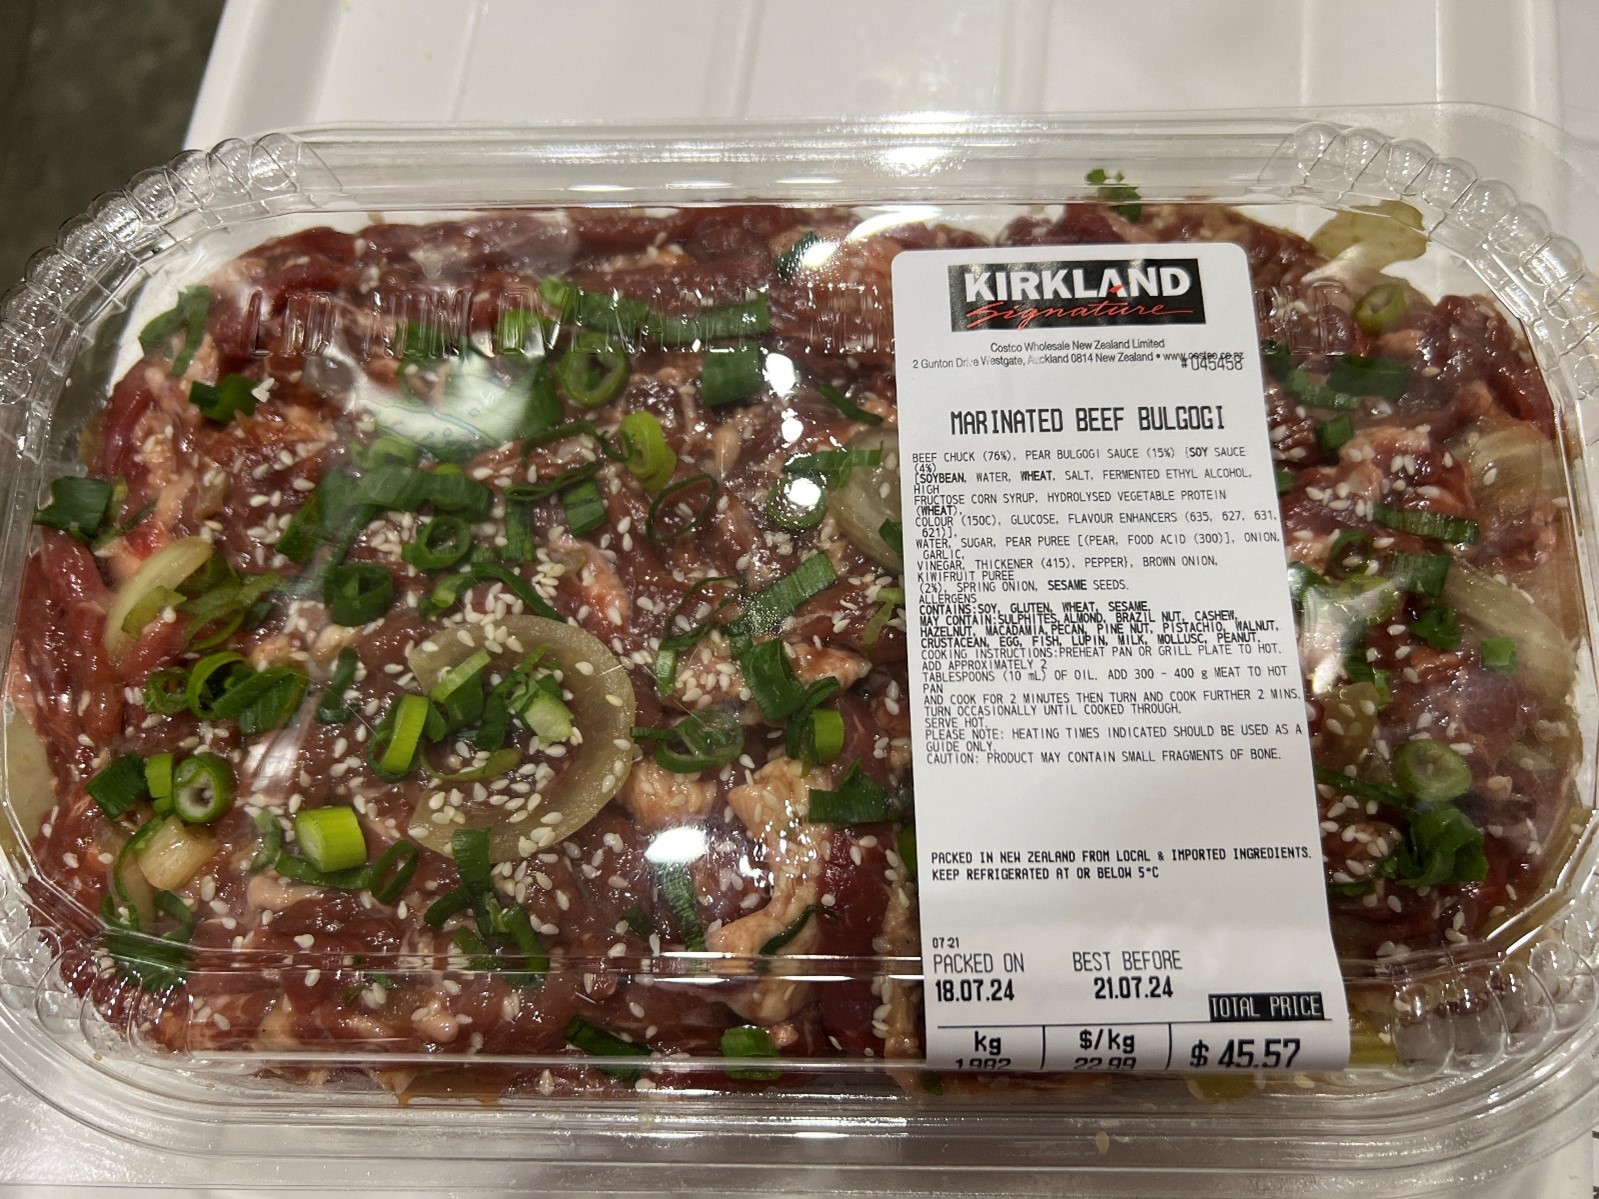 KIRKLAND
Signature
Costco Wholesale New Zealand Limited
2 Gunton Drive Westgate, Auckland 0814 New Zealand • www.costco.co.nz
#045458
MARINATED BEEF BULGOGI
BEEF CHUCK (76%), PEAR BULGOGI SAUCE (15%) {SOY SAUCE
(4%)
[SOYBEAN, WATER, WHEAT, SALT, FERMENTED ETHYL ALCOHOL,
HIGH
FRUCTOSE CORN SYRUP, HYDROLYSED VEGETABLE PROTEIN
(WHEAT),
COLOUR (150C), GLUCOSE, FLAVOUR ENHANCERS (635, 627, 631,
621)],
WATER, SUGAR, PEAR PUREE [(PEAR, FOOD ACID (300)], ONION,
GARLIC,
VINEGAR, THICKENER (415), PEPPER}, BROWN ONION,
KIWIFRUIT PUREE
(2%), SPRING ONION, SESAME SEEDS.
ALLERGENS
CONTAINS:SOY, GLUTEN, WHEAT, SESAME.
MAY CONTAIN:SULPHITES,ALMOND, BRAZIL NUT, CASHEW,
HAZELNUT, MACADAMIA,PECAN, PINE NUT, PISTACHIO, WALNUT,
CRUSTACEAN, EGG, FISH, LUPIN, MILK, MOLLUSC, PEANUT.
COOKING INSTRUCTIONS:PREHEAT PAN OR GRILL PLATE TO HOT.
ADD APPROXIMATELY 2
TABLESPOONS (10 mL) OF OIL. ADD 300 - 400 g MEAT TO HOT
PAN
AND COOK FOR 2 MINUTES THEN TURN AND COOK FURTHER 2 MINS.
TURN OCCASIONALLY UNTIL COOKED THROUGH.
SERVE HOT.
PLEASE NOTE: HEATING TIMES INDICATED SHOULD BE USED AS A
GUIDE ONLY.
CAUTION: PRODUCT MAY CONTAIN SMALL FRAGMENTS OF BONE.
PACKED IN NEW ZEALAND FROM LOCAL & IMPORTED INGREDIENTS.
KEEP REFRIGERATED AT OR BELOW 5°C
07:21
PACKED ON BEST BEFORE
18.07.24 21.07.24
TOTAL PRICE
kg $/kg $ 45.57
1.982 22.99